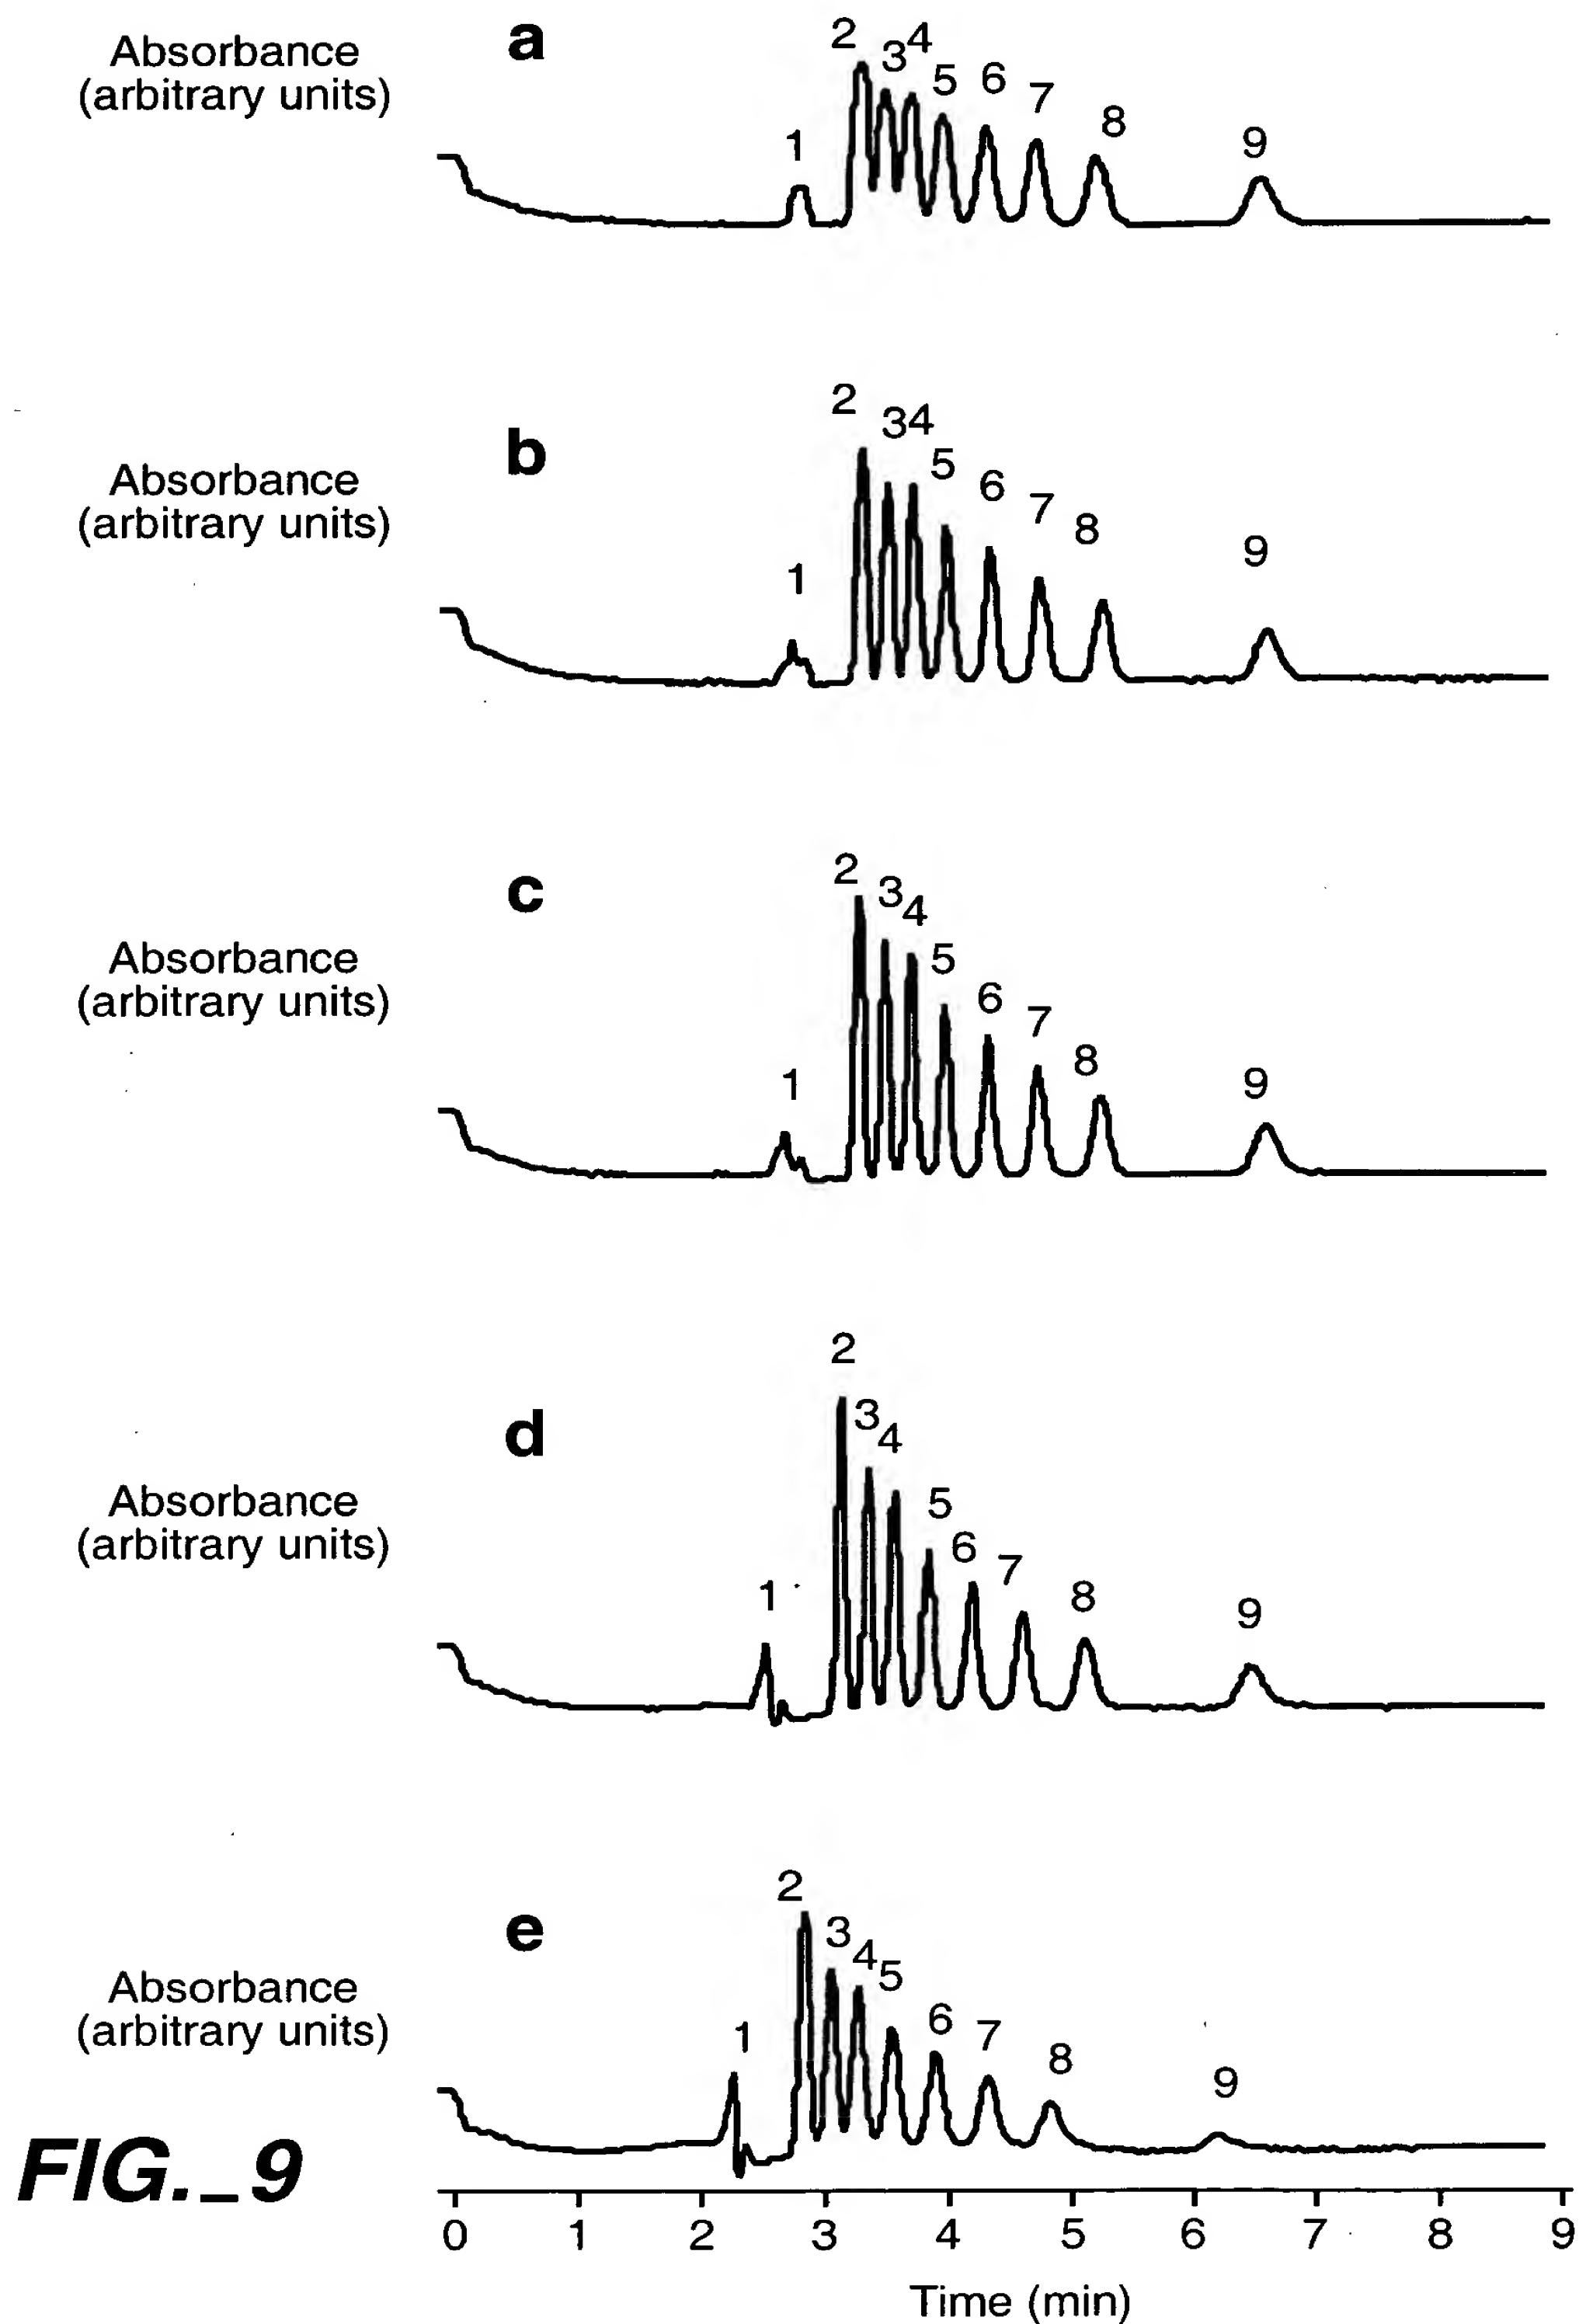 a
Absorbance
(arbitrary units)
1 2 3 4 5 6 7 8 9
b
Absorbance
(arbitrary units)
1 2 3 4 5 6 7 8 9
c
Absorbance
(arbitrary units)
1 2 3 4 5 6 7 8 9
d
Absorbance
(arbitrary units)
1 2 3 4 5 6 7 8 9
e
Absorbance
(arbitrary units)
1 2 3 4 5 6 7 8 9
FIG._9
0 1 2 3 4 5 6 7 8 9
Time (min)